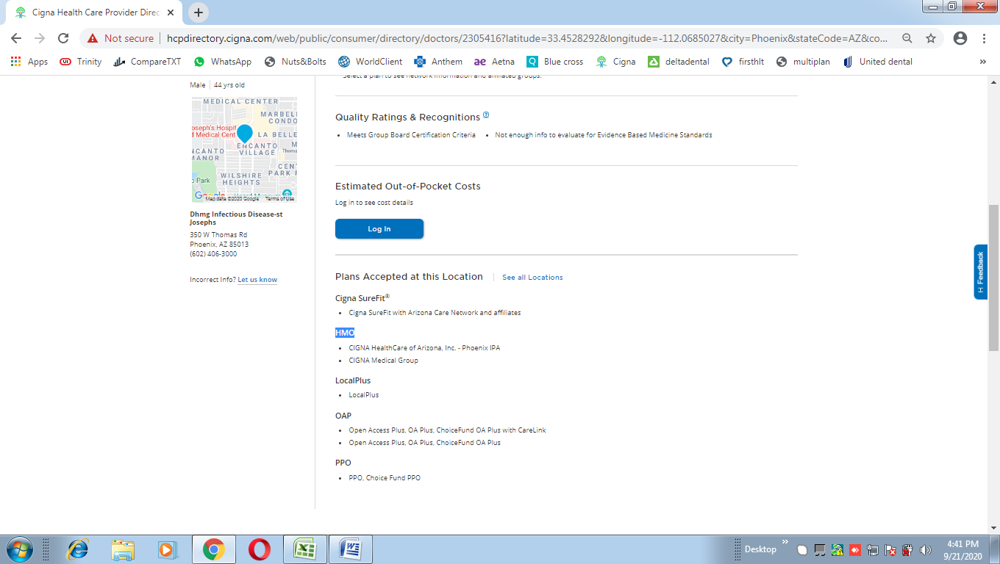 Cigna Health Care Provider Direc
Not secure
hcpdirectory.cigna.com/web/public/consumer/directory/doctors/2305416?latitude=33.4528292&longitude=-112.0685027&city=Phoenix&stateCode=AZ&co...
Apps
Trinity
CompareTXT
WhatsApp
Nuts&Bolts
WorldClient
Anthem
ae Aetna
Blue cross
Cigna
deltadental
firsthlt
multiplan
United dental
»
Select a plan to see network information and affiliated groups.
Male
44 yrs old
MEDICAL CENTER
MARBEL
CONDO
oseph's Hospit
d Medical Cent
LA BELLE
NCANTO
MANOR
ENCANTO
VILLAGE
Thoma
CENT
PARK F
WILSHIRE
HEIGHTS
o Park
Google
Heard Museum
Map data ©2020 Google
Terms of Use
Dhmg Infectious Disease-st
Josephs
350 W Thomas Rd
Phoenix, AZ 85013
(602) 406-3000
Incorrect Info? Let us know
Quality Ratings & Recognitions ?
• Meets Group Board Certification Criteria
• Not enough info to evaluate for Evidence Based Medicine Standards
Estimated Out-of-Pocket Costs
Log in to see cost details
Log In
Plans Accepted at this Location
See all Locations
Cigna SureFit®
• Cigna SureFit with Arizona Care Network and affiliates
HMO
• CIGNA HealthCare of Arizona, Inc. - Phoenix IPA
• CIGNA Medical Group
LocalPlus
• LocalPlus
OAP
• Open Access Plus, OA Plus, ChoiceFund OA Plus with CareLink
• Open Access Plus, OA Plus, ChoiceFund OA Plus
PPO
• PPO, Choice Fund PPO
Feedback
Desktop
»
4:41 PM
9/21/2020